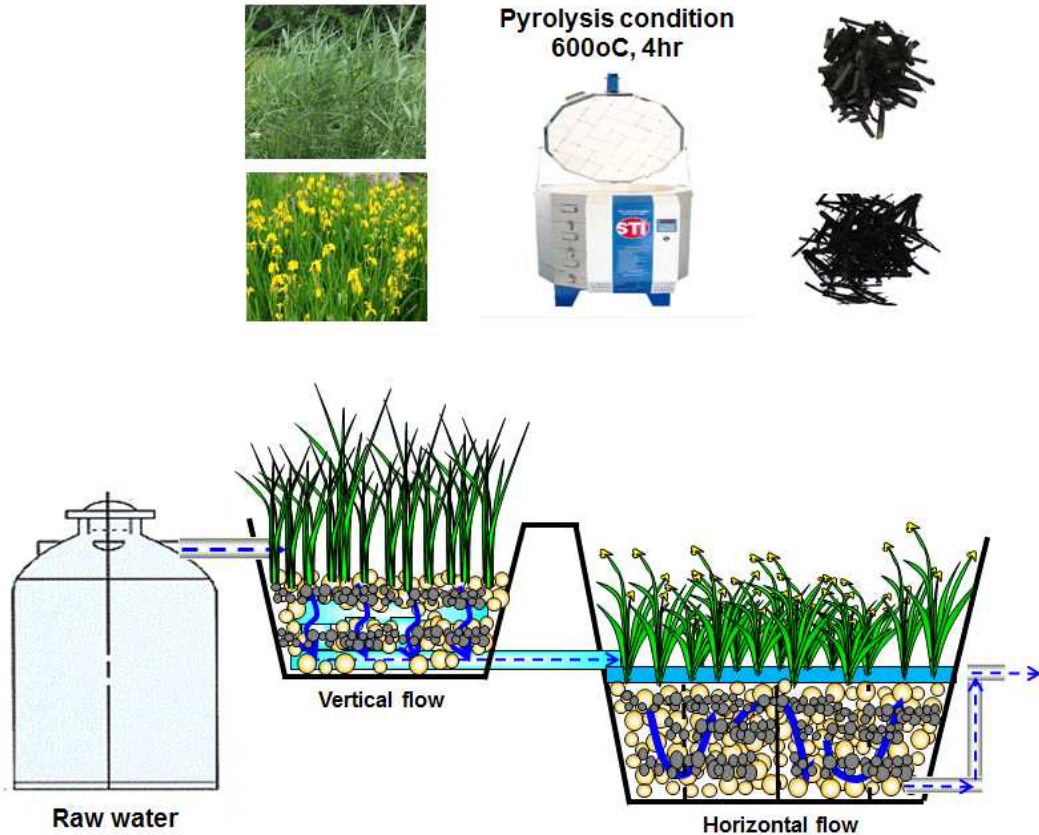 Pyrolysis condition
600oC, 4hr
STI
Vertical flow
Raw water
Horizontal flow